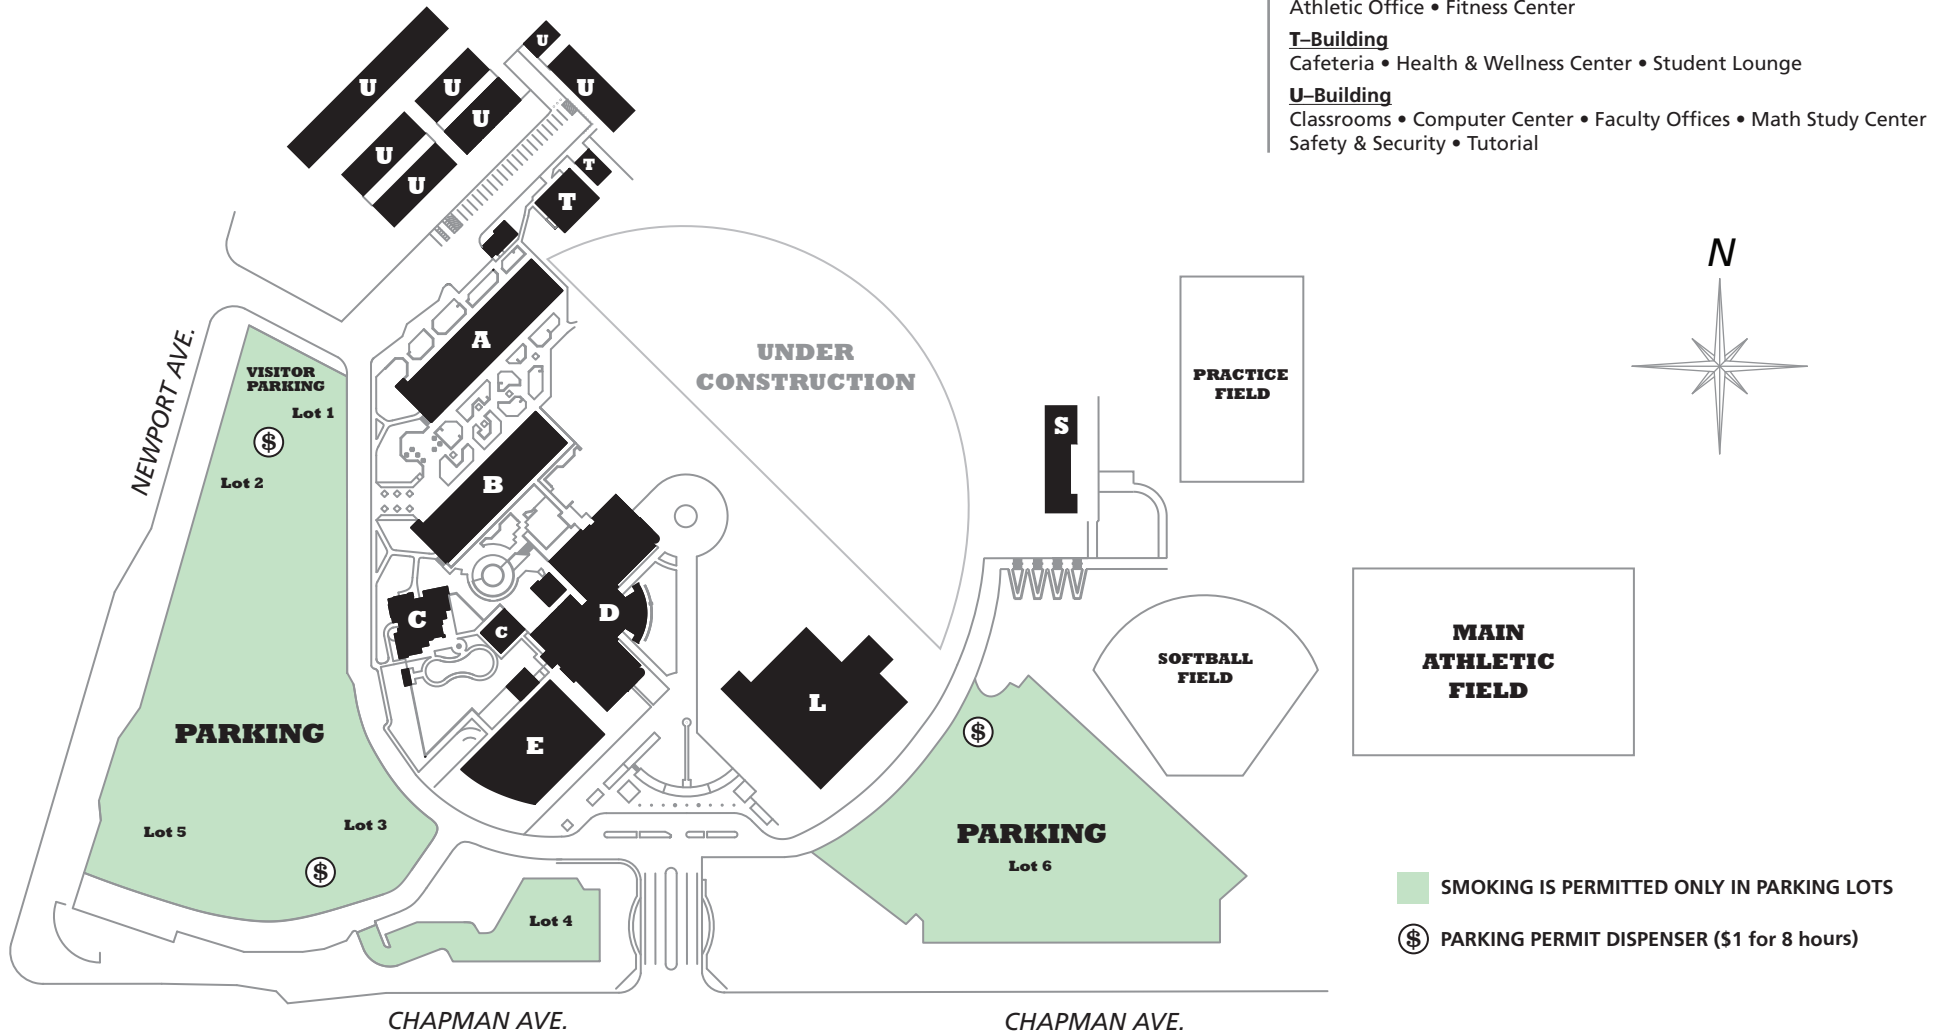 Athletic Office • Fitness Center
T–Building
Cafeteria • Health & Wellness Center • Student Lounge
U–Building
Classrooms • Computer Center • Faculty Offices • Math Study Center
Safety & Security • Tutorial
U
U
U
U
U
U
U
T
T
N
A
UNDER
CONSTRUCTION
PRACTICE
FIELD
NEWPORT AVE.
VISITOR
PARKING
Lot 1
$
Lot 2
S
B
C
C
D
SOFTBALL
FIELD
MAIN
ATHLETIC
FIELD
L
E
PARKING
$
Lot 5
Lot 3
$
PARKING
Lot 6
Lot 4
SMOKING IS PERMITTED ONLY IN PARKING LOTS
$ PARKING PERMIT DISPENSER ($1 for 8 hours)
CHAPMAN AVE.
CHAPMAN AVE.